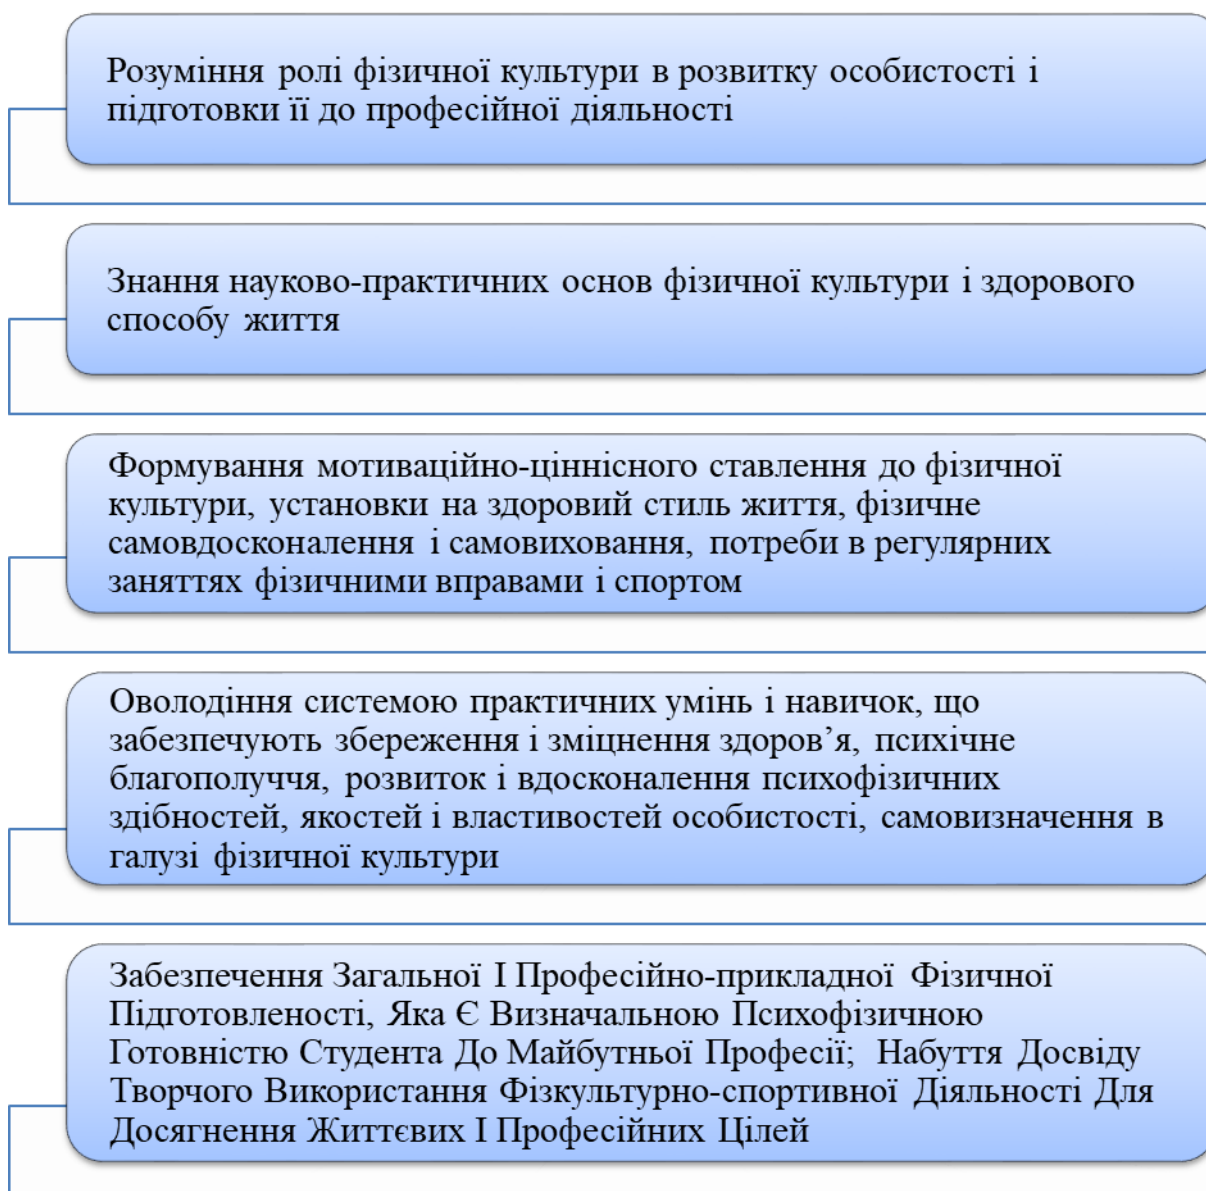 Розуміння ролі фізичної культури в розвитку особистості і
підготовки її до професійної діяльності
Знання науково-практичних основ фізичної культури і здорового
способу життя
Формування мотиваційно-ціннісного ставлення до фізичної
культури, установки на здоровий стиль життя, фізичне
самовдосконалення і самовиховання, потреби в регулярних
заняттях фізичними вправами і спортом
Оволодіння системою практичних умінь і навичок, що
забезпечують збереження і зміцнення здоров’я, психічне
благополуччя, розвиток і вдосконалення психофізичних
здібностей, якостей і властивостей особистості, самовизначення в
галузі фізичної культури
Забезпечення Загальної І Професійно-прикладної Фізичної
Підготовленості, Яка Є Визначальною Психофізичною
Готовністю Студента До Майбутньої Професії; Набуття Досвіду
Творчого Використання Фізкультурно-спортивної Діяльності Для
Досягнення Життєвих І Професійних Цілей